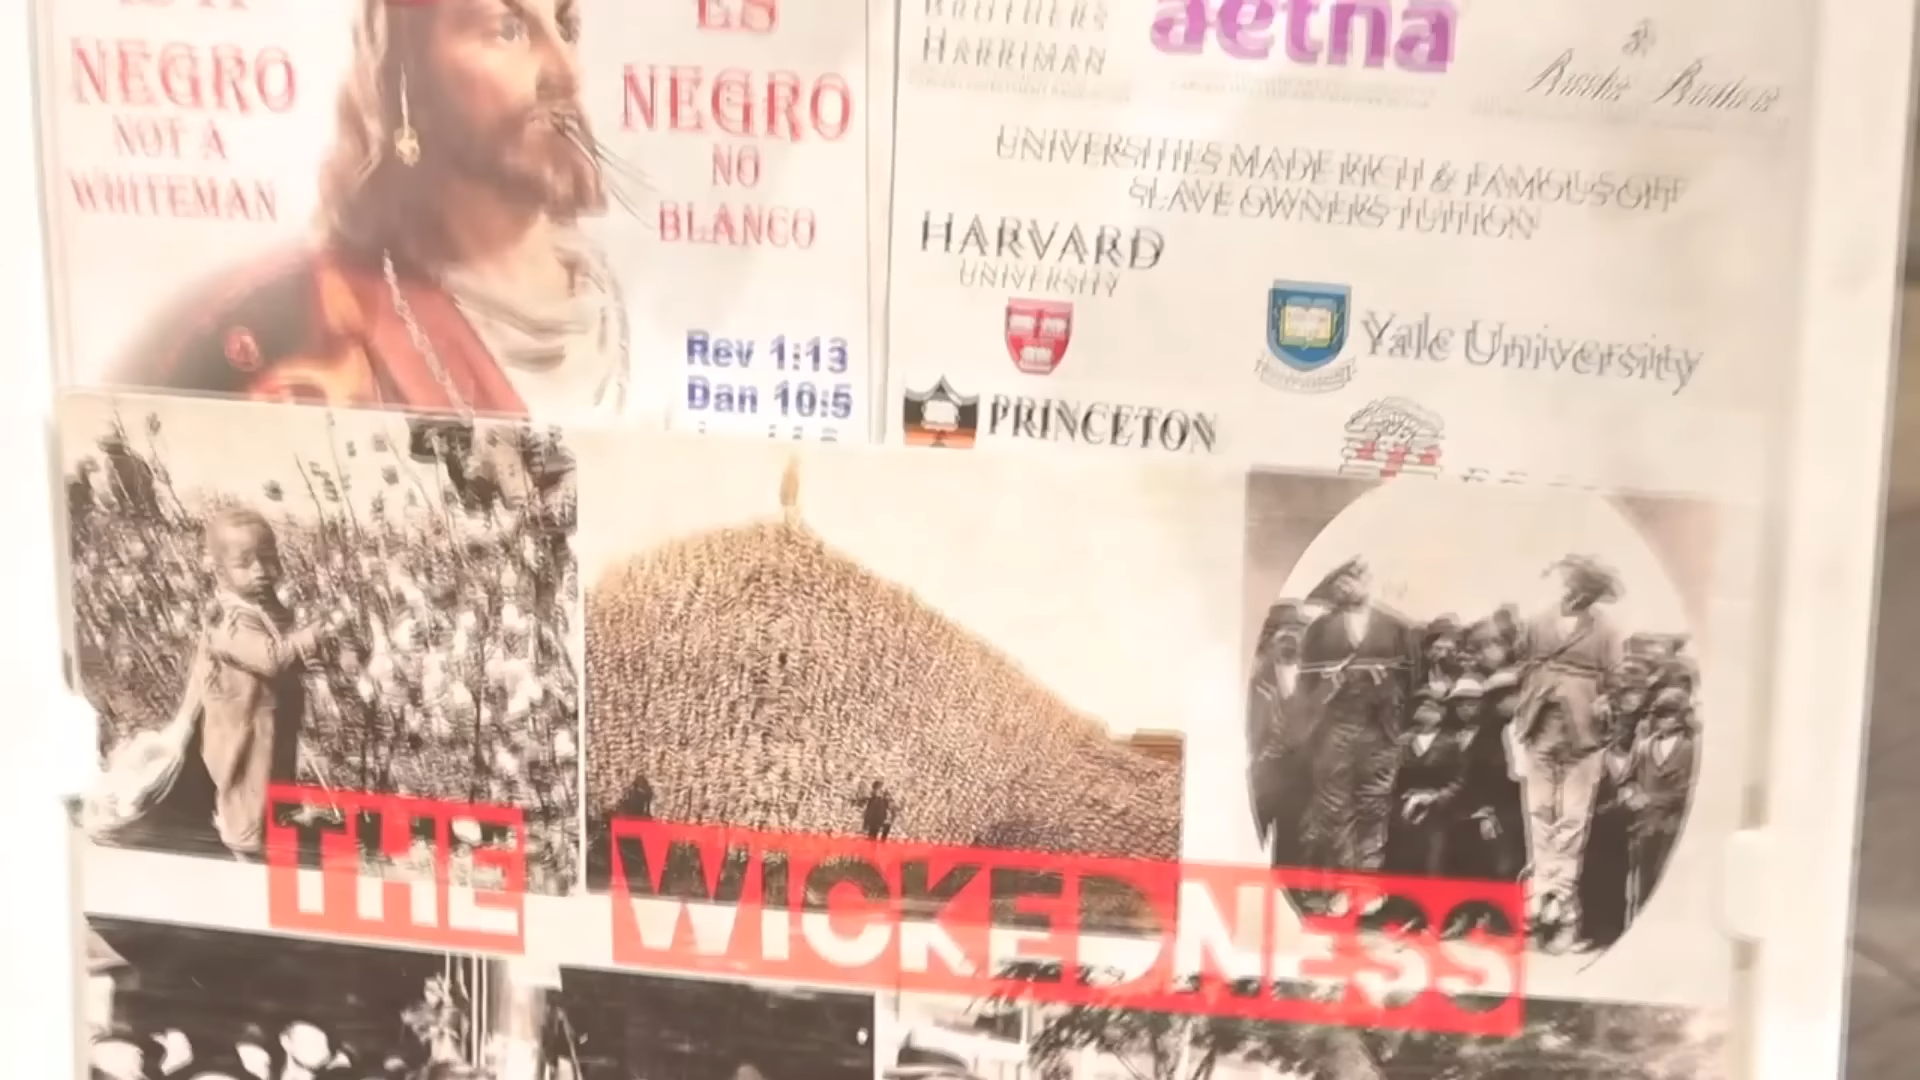 NEGRO
NOT A
WHITEMAN
ES
NEGRO
NO
BLANCO
Rev 1:13
Dan 10:5
BROTHERS
HARRIMAN
aetna
UNIVERSITIES MADE RICH & FAMOUS OFF
SLAVE OWNERS TUITION
HARVARD
UNIVERSITY
Yale University
PRINCETON
THE WICKEDNESS